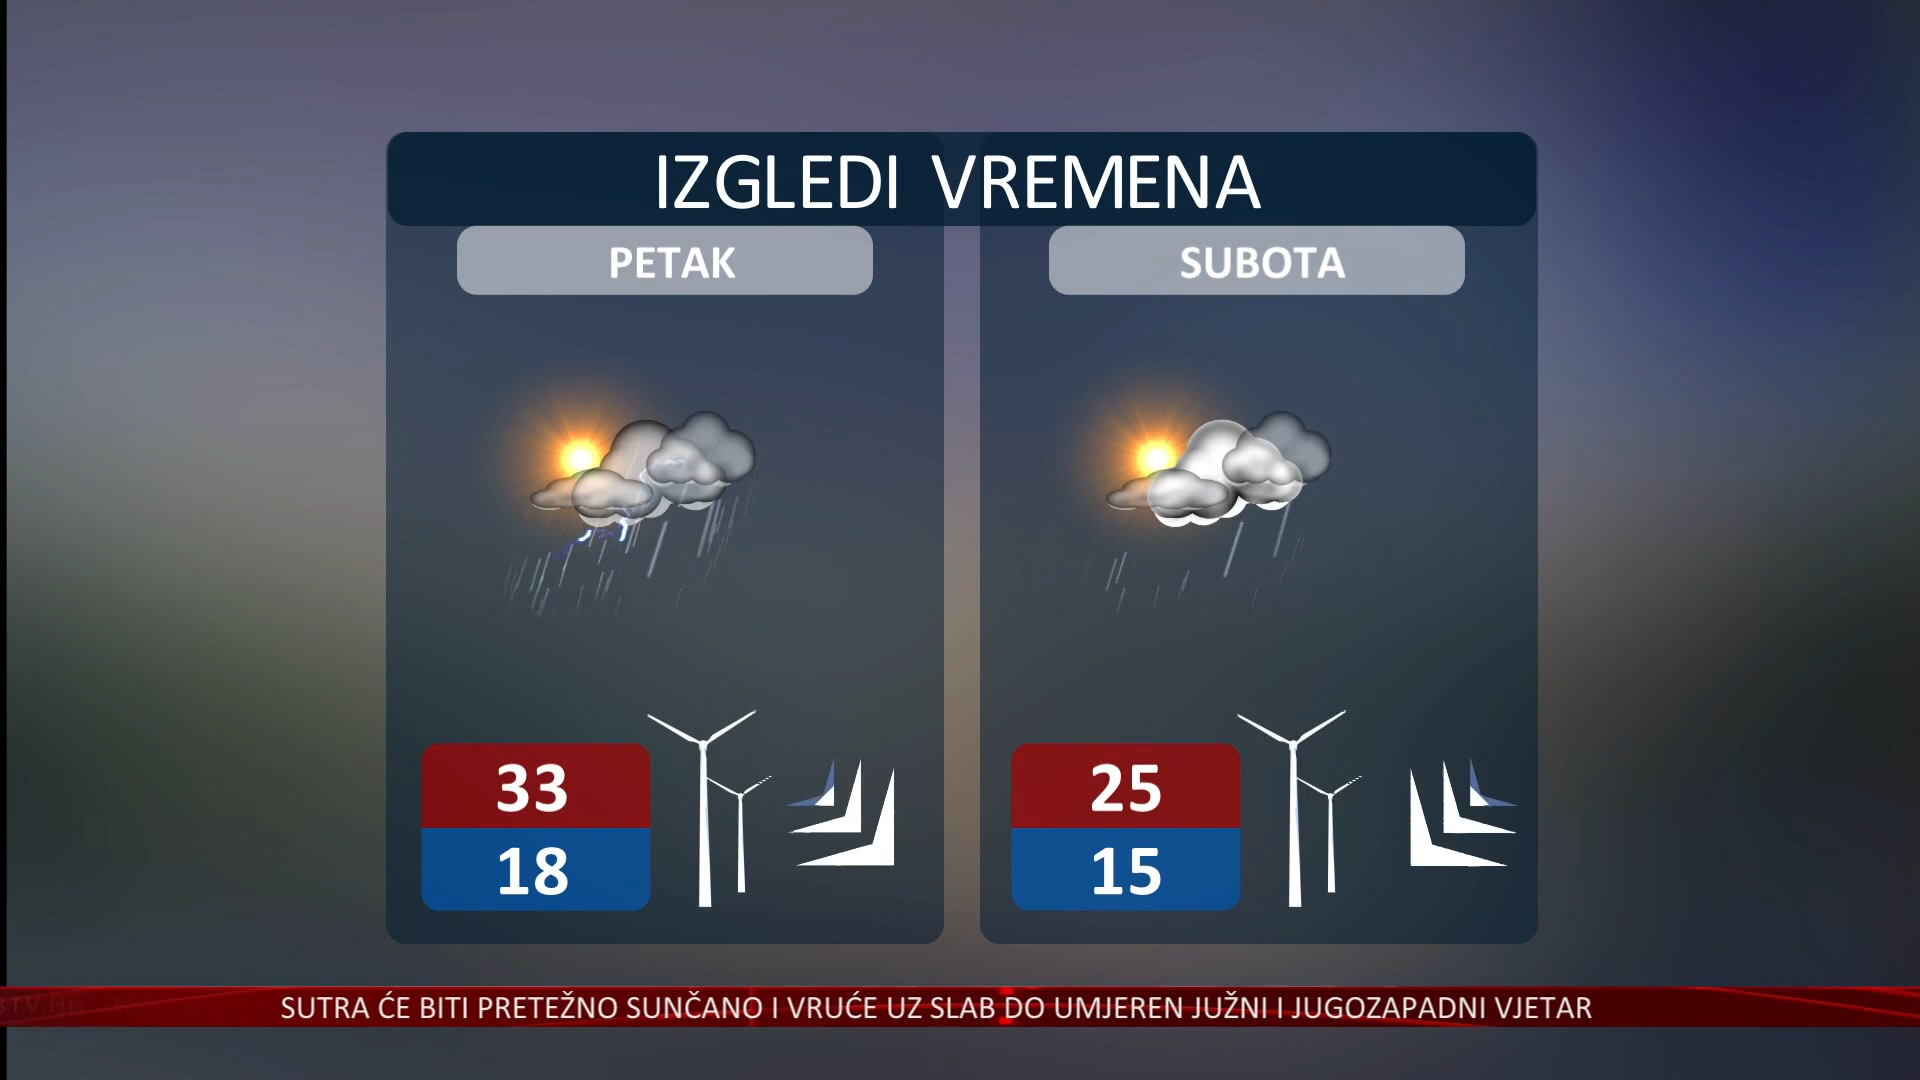 IZGLEDI VREMENA
PETAK
SUBOTA
33
18
25
15
SUTRA ĆE BITI PRETEŽNO SUNČANO I VRUĆE UZ SLAB DO UMJEREN JUŽNI I JUGOZAPADNI VJETAR